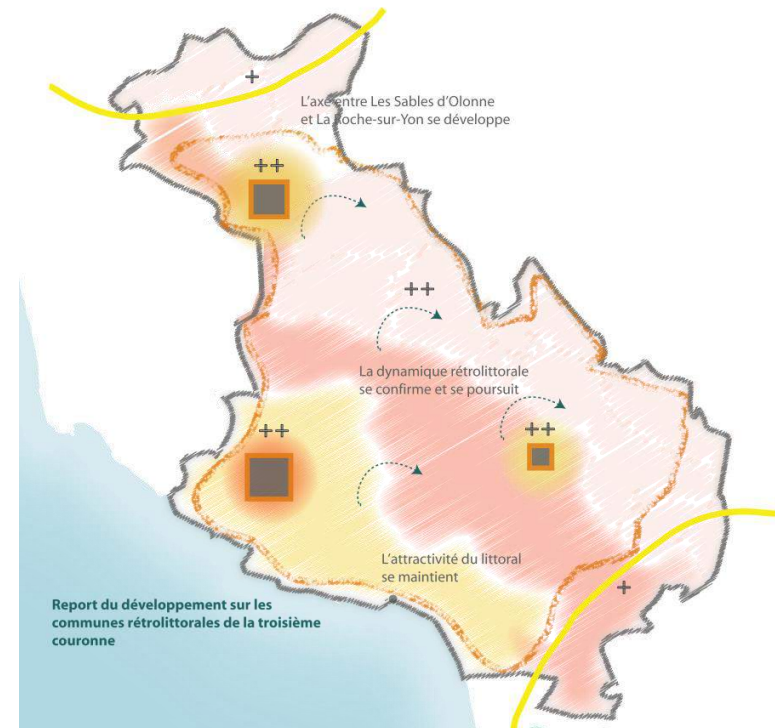 +
L'axe entre Les Sables d'Olonne
et La Roche-sur-Yon se développe
++
++
La dynamique rétrolittorale
se confirme et se poursuit
++
++
L'attractivité du littoral
se maintient
+
Report du développement sur les
communes rétrolittorales de la troisième
couronne